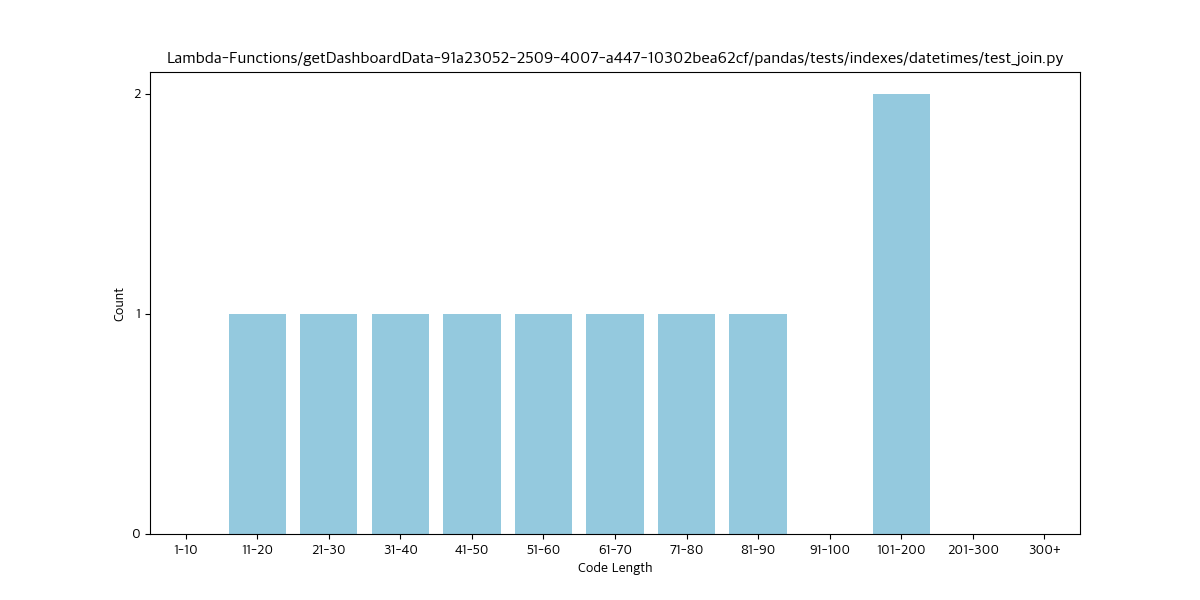 Lambda-Functions/getDashboardData-91a23052-2509-4007-a447-10302bea62cf/pandas/tests/indexes/datetimes/test_join.py
2
1
0
Count
1-10 11-20 21-30 31-40 41-50 51-60 61-70 71-80 81-90 91-100 101-200 201-300 300+
Code Length